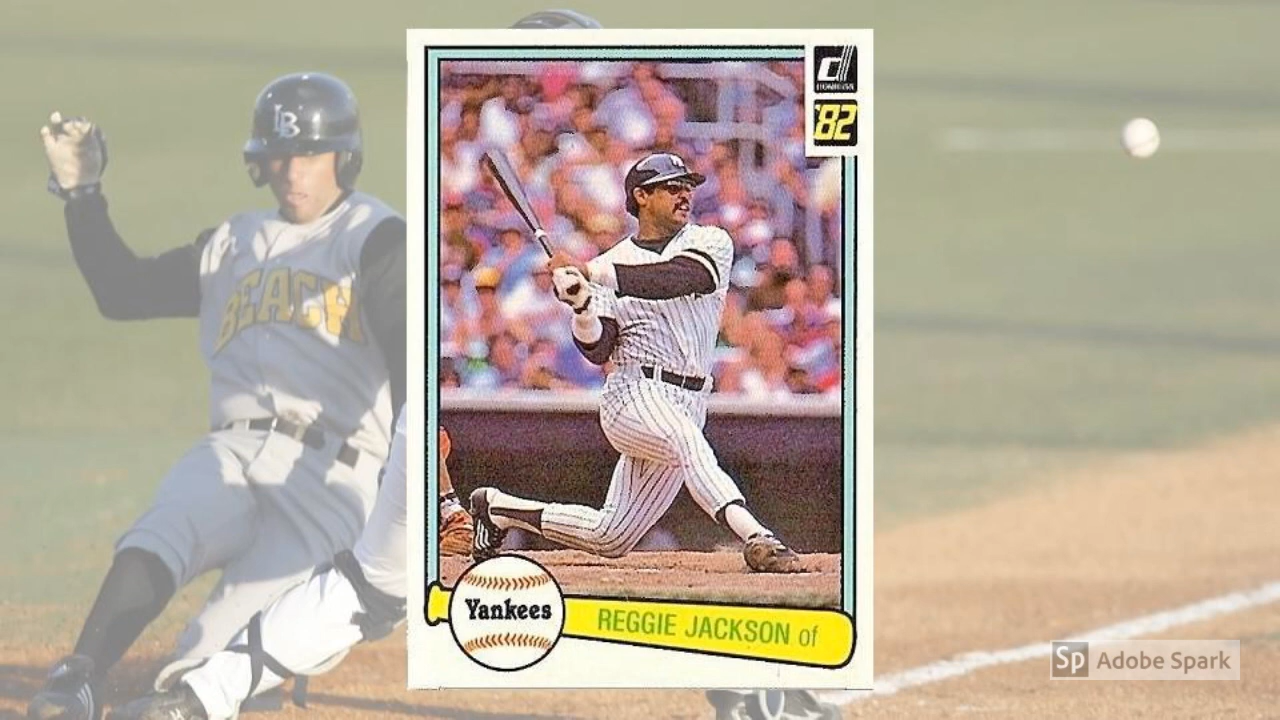 LB
BEACH
DONRUSS
'82
Yankees
REGGIE JACKSON of
Sp Adobe Spark